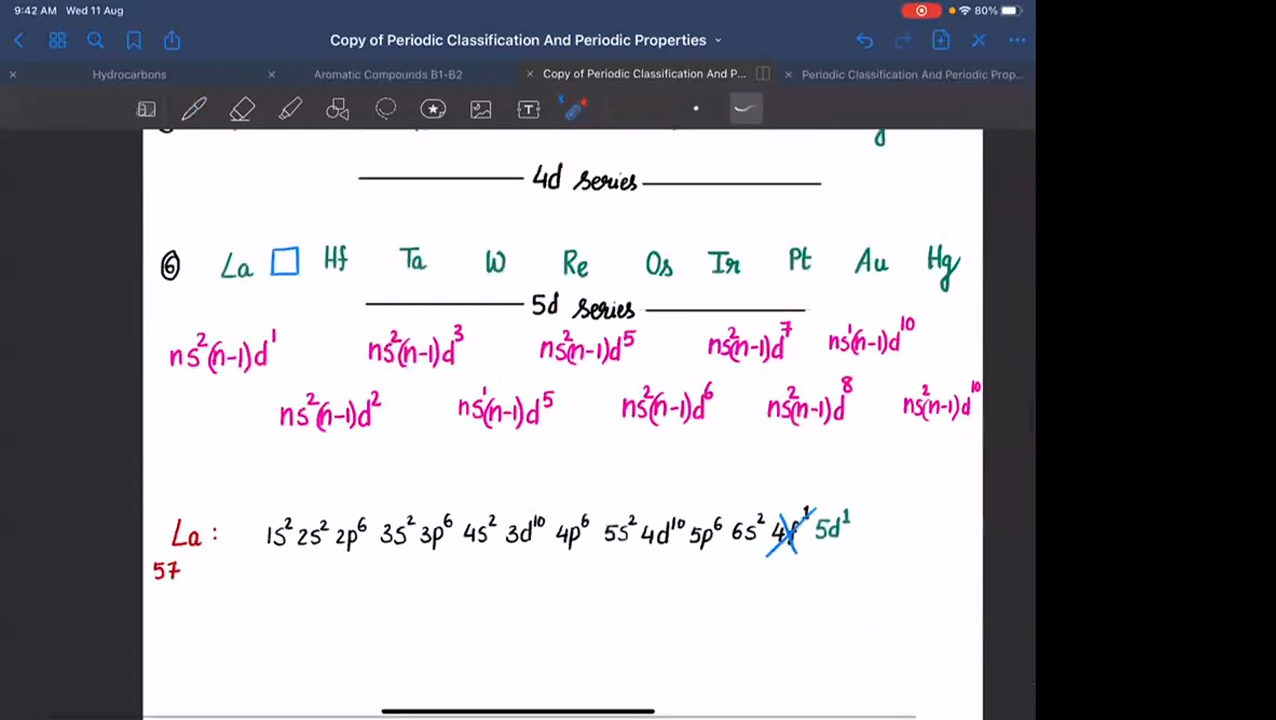 9:42 AM Wed 11 Aug 80%
Copy of Periodic Classification And Periodic Properties
Hydrocarbons Aromatic Compounds B1-B2 Copy of Periodic Classification And P... Periodic Classification And Periodic Prop...
4d series
⑥ La Hf Ta W Re Os Ir Pt Au Hg
5d series
ns²(n-1)d¹ ns²(n-1)d³ ns²(n-1)d⁵ ns²(n-1)d⁷ ns¹(n-1)d¹⁰
ns²(n-1)d² ns¹(n-1)d⁵ ns²(n-1)d⁶ ns²(n-1)d⁸ ns²(n-1)d¹⁰
La : 1s² 2s² 2p⁶ 3s² 3p⁶ 4s² 3d¹⁰ 4p⁶ 5s² 4d¹⁰ 5p⁶ 6s² 4f¹ 5d¹
57